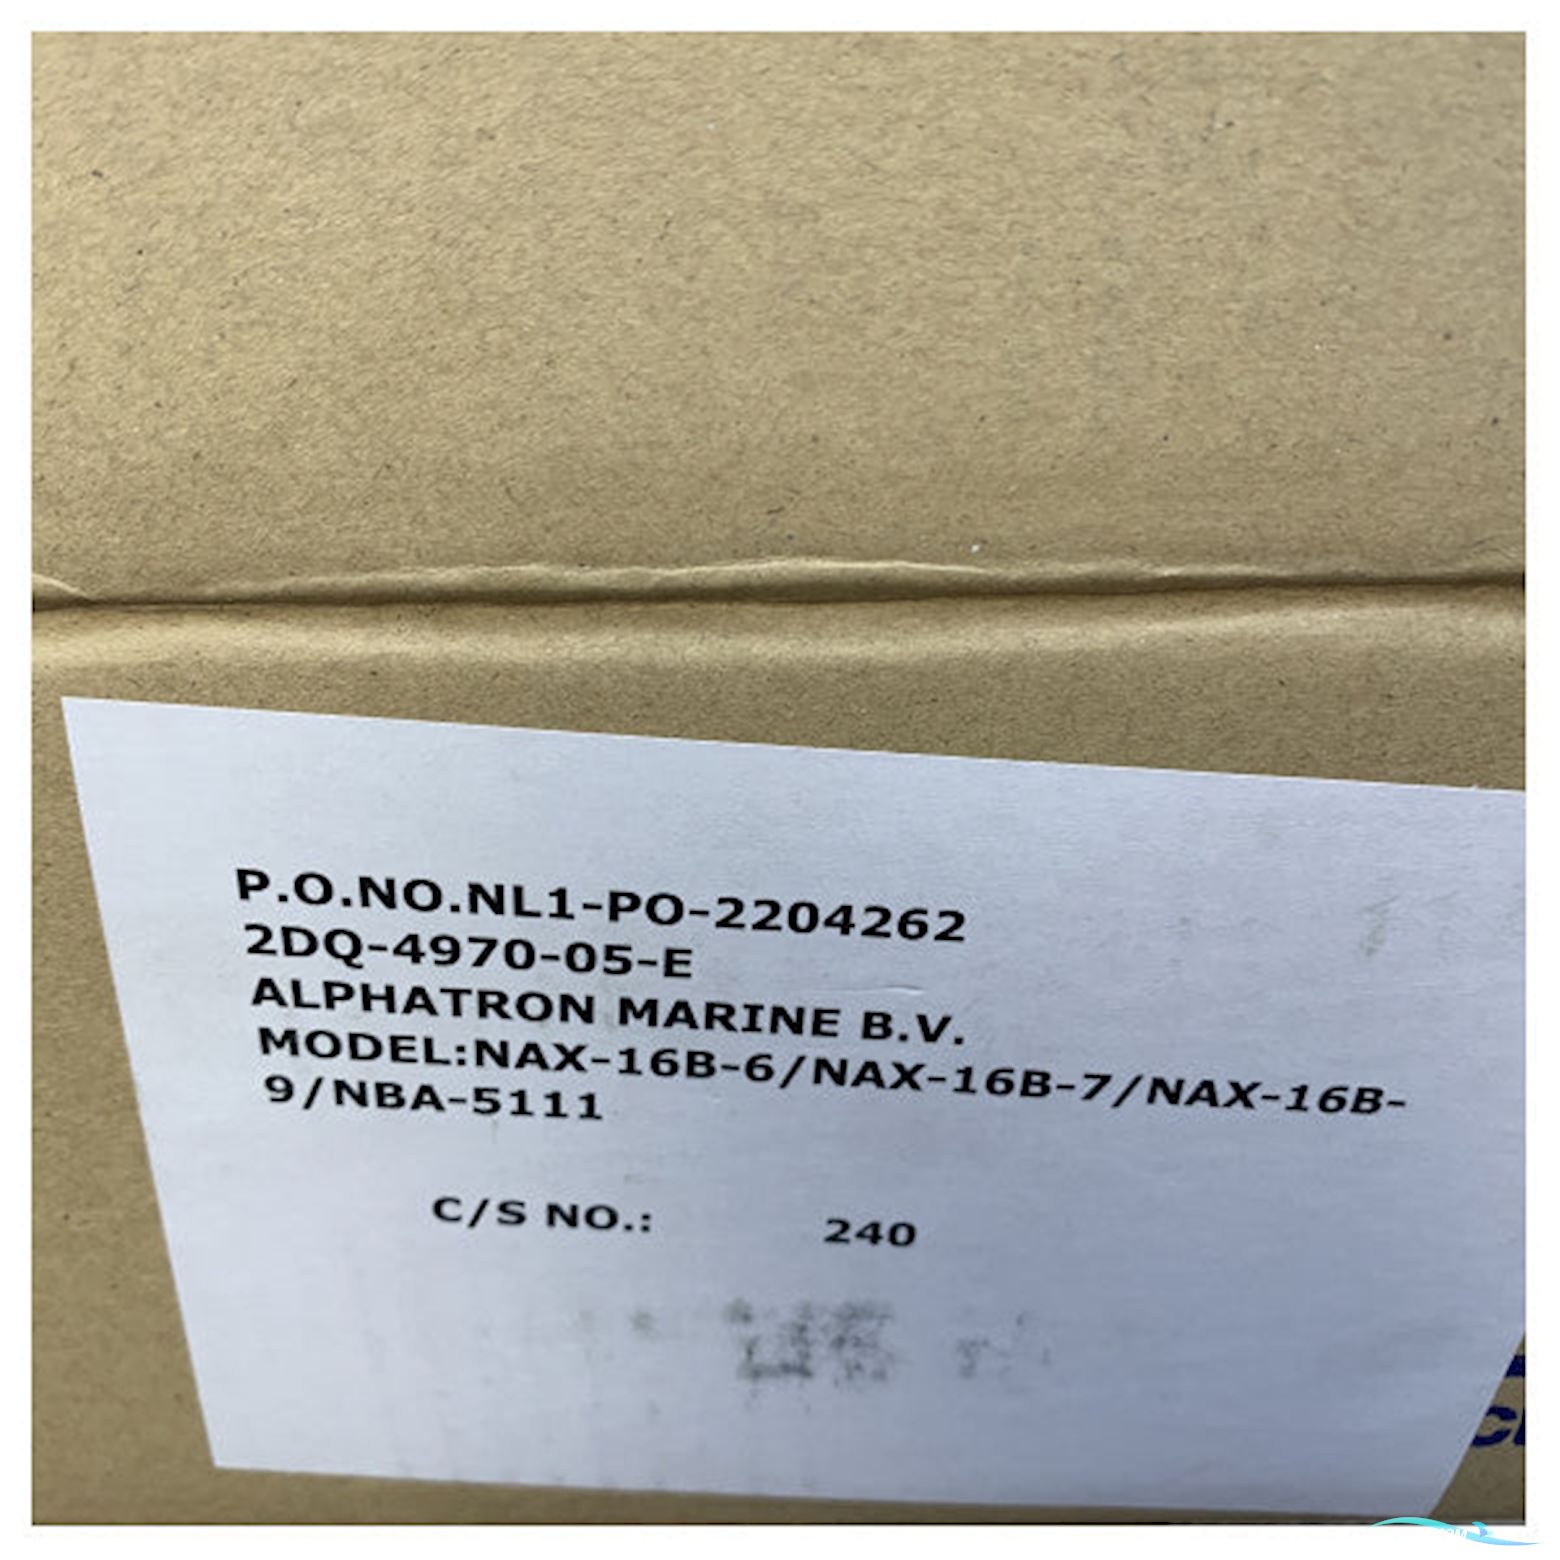 P.O.NO.NL1-PO-2204262
2DQ-4970-05-E
ALPHATRON MARINE B.V.
MODEL:NAX-16B-6/NAX-16B-7/NAX-16B-
9/NBA-5111
C/S NO.: 240